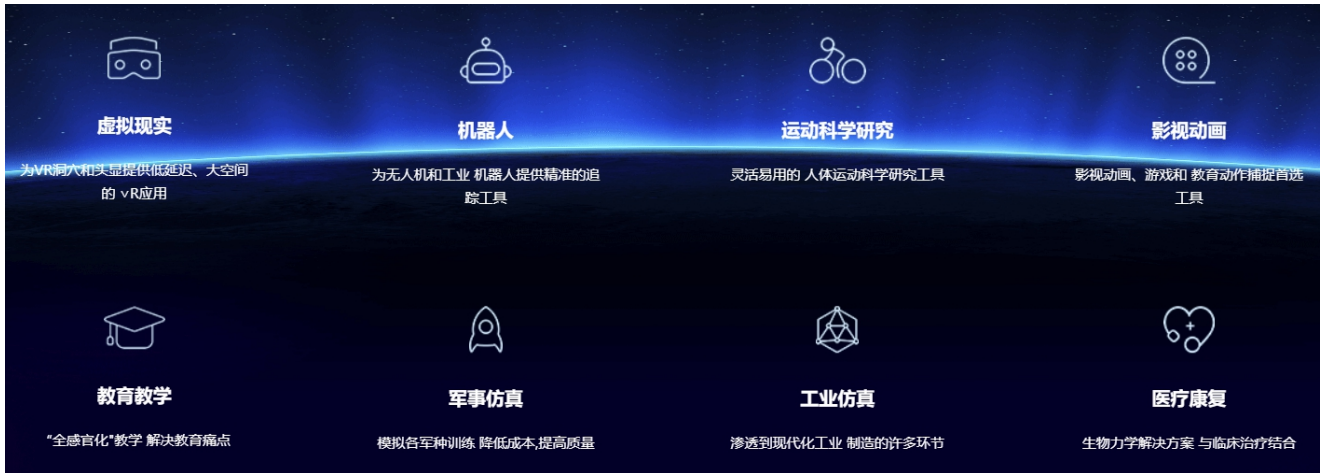 虚拟现实
机器人
运动科学研究
影视动画
为VR洞穴和头显提供低延迟、大空间
的 vR应用
为无人机和工业 机器人提供精准的追
踪工具
灵活易用的 人体运动科学研究工具
影视动画、游戏和 教育动作捕捉首选
工具
教育教学
军事仿真
工业仿真
医疗康复
“全感官化"教学 解决教育痛点
模拟各军种训练 降低成本,提高质量
渗透到现代化工业 制造的许多环节
生物力学解决方案 与临床治疗结合